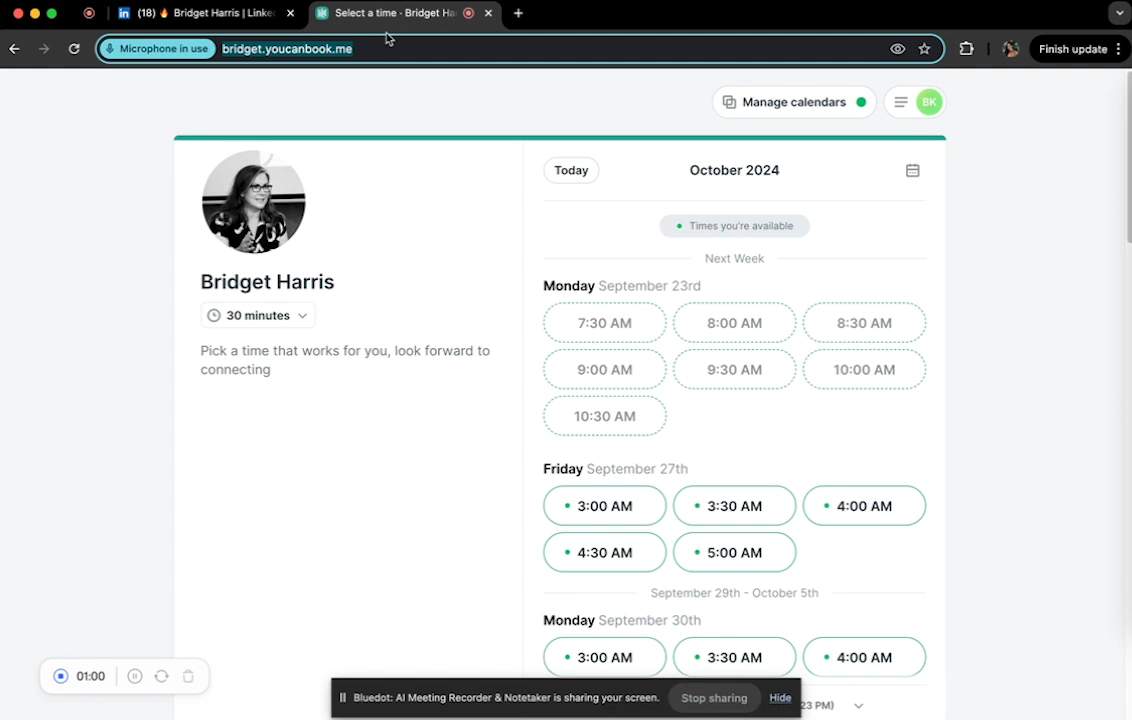 (18) 🔥 Bridget Harris | Linke
Select a time - Bridget Ha
Microphone in use
bridget.youcanbook.me
Finish update
Manage calendars
BK
Today
October 2024
Times you're available
Next Week
Bridget Harris
30 minutes
Pick a time that works for you, look forward to
connecting
Monday September 23rd
7:30 AM 8:00 AM 8:30 AM
9:00 AM 9:30 AM 10:00 AM
10:30 AM
Friday September 27th
3:00 AM 3:30 AM 4:00 AM
4:30 AM 5:00 AM
September 29th - October 5th
Monday September 30th
3:00 AM 3:30 AM 4:00 AM
01:00
Bluedot: AI Meeting Recorder & Notetaker is sharing your screen.
Stop sharing
Hide
23 PM)